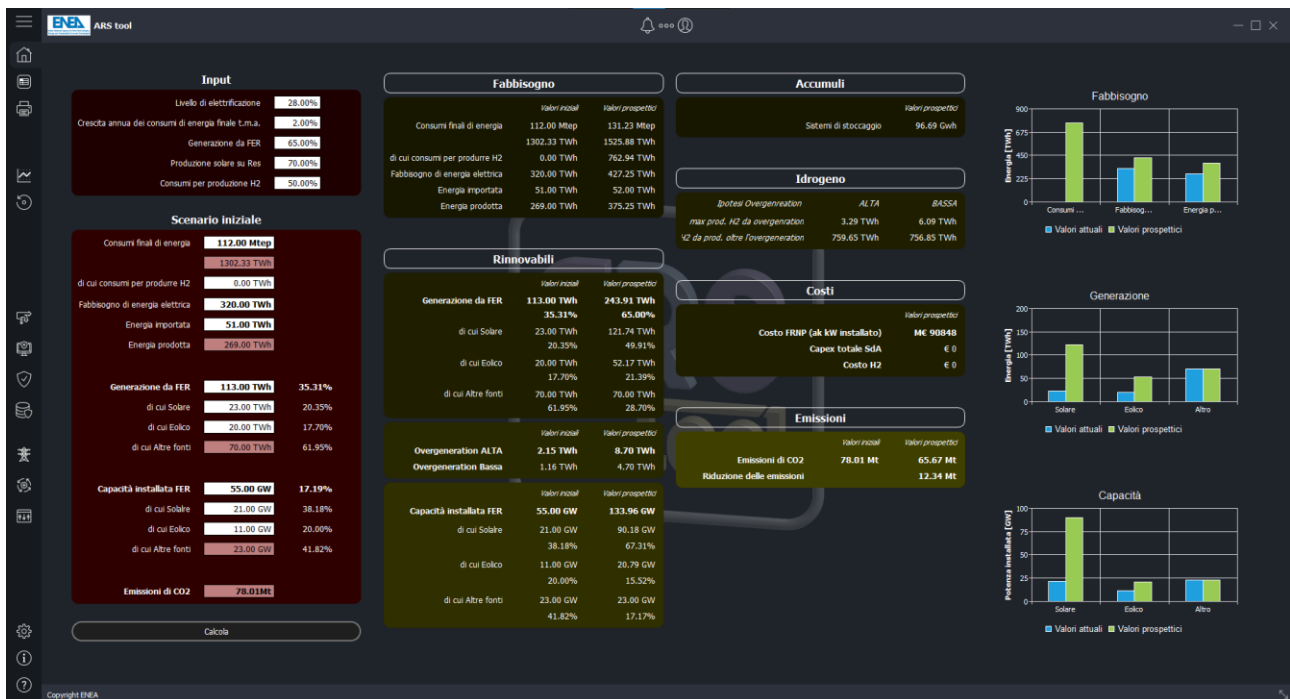 ENEA ARS tool
Input
Livello di elettrificazione 28.00%
Crescita annua dei consumi di energia finale t.m.a. 2.00%
Generazione da FER 65.00%
Produzione solare su Res 70.00%
Consumi per produzione H2 50.00%
Scenario iniziale
Consumi finali di energia 112.00 Mtep
1302.33 TWh
di cui consumi per produrre H2 0.00 TWh
Fabbisogno di energia elettrica 320.00 TWh
Energia importata 51.00 TWh
Energia prodotta 269.00 TWh
Generazione da FER 113.00 TWh 35.31%
di cui Solare 23.00 TWh 20.35%
di cui Eolico 20.00 TWh 17.70%
di cui Altre fonti 70.00 TWh 61.95%
Capacità installata FER 55.00 GW 17.19%
di cui Solalre 21.00 GW 38.18%
di cui Eolico 11.00 GW 20.00%
di cui Altre fonti 23.00 GW 41.82%
Emissioni di CO2 78.01Mt
Calcola
Fabbisogno
Valori iniziali Valori prospettici
Consumi finali di energia 112.00 Mtep 131.23 Mtep
1302.33 TWh 1525.88 TWh
di cui consumi per produrre H2 0.00 TWh 762.94 TWh
Fabbisogno di energia elettrica 320.00 TWh 427.25 TWh
Energia importata 51.00 TWh 52.00 TWh
Energia prodotta 269.00 TWh 375.25 TWh
Rinnovabili
Valori iniziali Valori prospettici
Generazione da FER 113.00 TWh 243.91 TWh
35.31% 65.00%
di cui Solare 23.00 TWh 121.74 TWh
20.35% 49.91%
di cui Eolico 20.00 TWh 52.17 TWh
17.70% 21.39%
di cui Altre fonti 70.00 TWh 70.00 TWh
61.95% 28.70%
Valori iniziali Valori prospettici
Overgeneration ALTA 2.15 TWh 8.70 TWh
Overgeneration Bassa 1.16 TWh 4.70 TWh
Valori iniziali Valori prospettici
Capacità installata FER 55.00 GW 133.96 GW
di cui Solalre 21.00 GW 90.18 GW
38.18% 67.31%
di cui Eolico 11.00 GW 20.79 GW
20.00% 15.52%
di cui Altre fonti 23.00 GW 23.00 GW
41.82% 17.17%
Accumuli
Valori prospettici
Sistemi di stoccaggio 96.69 Gwh
Idrogeno
Ipotesi Overgenreation ALTA BASSA
max prod. H2 da overgenration 3.29 TWh 6.09 TWh
H2 da prod. oltre l'overgeneration 759.65 TWh 756.85 TWh
Costi
Valori prospettici
Costo FRNP (ak kW installato) M€ 90848
Capex totale SdA € 0
Costo H2 € 0
Emissioni
Valori iniziali Valori prospettici
Emissioni di CO2 78.01 Mt 65.67 Mt
Riduzione delle emissioni 12.34 Mt
Fabbisogno
Energia [TWh]
900
675
450
225
0
Consumi ... Fabbisog... Energia p...
Valori attuali Valori prospettici
Generazione
Energia [TWh]
200
150
100
50
0
Solare Eolico Altro
Valori attuali Valori prospettici
Capacità
Potenza installata [GW]
100
75
50
25
0
Solare Eolico Altro
Valori attuali Valori prospettici
Copyright ENEA